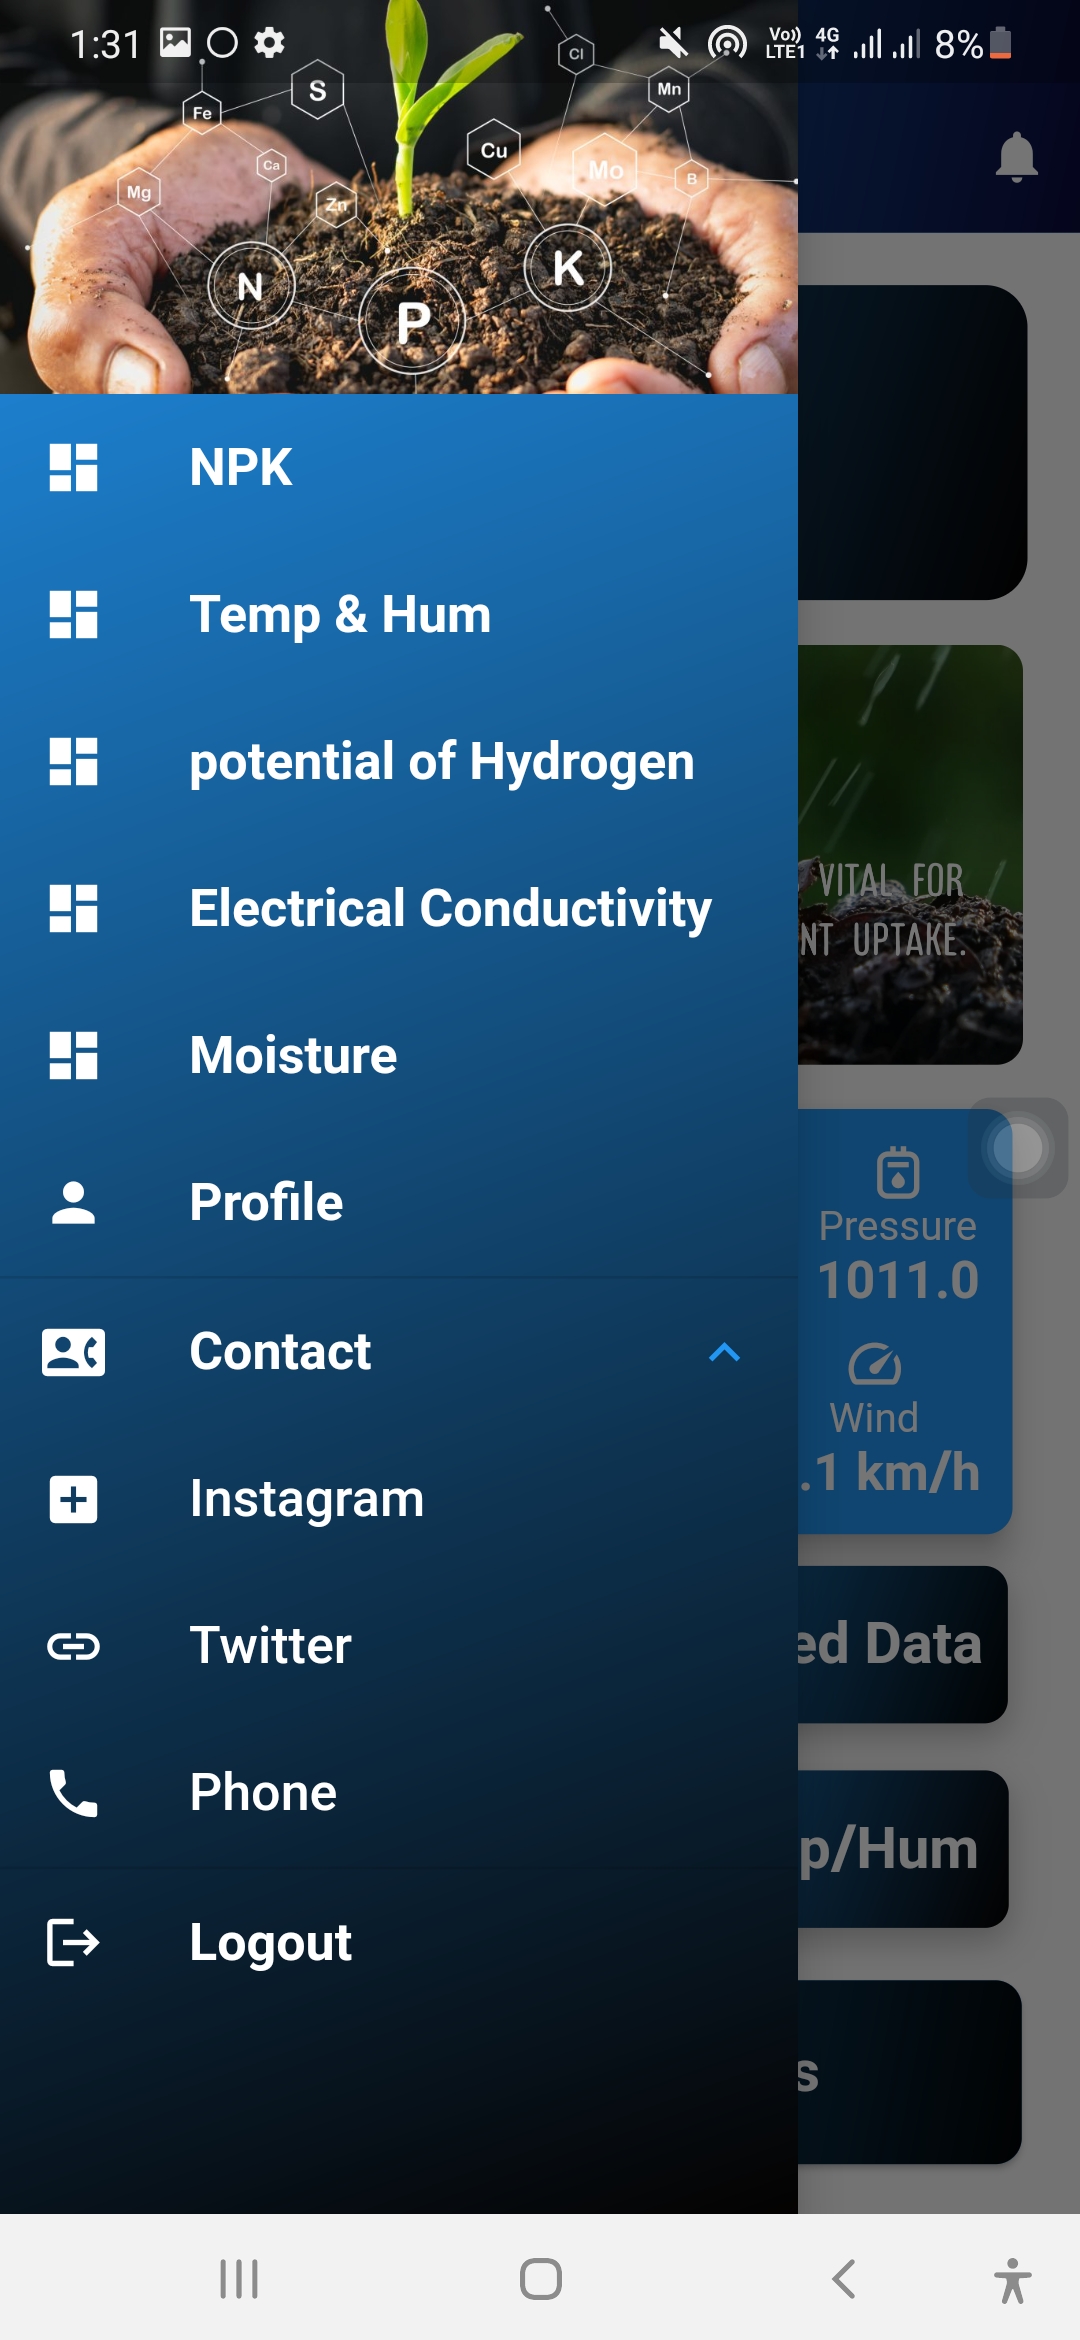 1:31
Vo)) 4G
LTE1
8%
Cl
Mn
S
Fe
Cu
Ca
Mo
B
Mg
Zn
K
N
P
NPK
Temp & Hum
potential of Hydrogen
VITAL FOR
Electrical Conductivity
NT UPTAKE.
Moisture
Profile
Pressure
1011.0
Contact
Wind
.1 km/h
Instagram
Twitter
ed Data
Phone
p/Hum
Logout
s